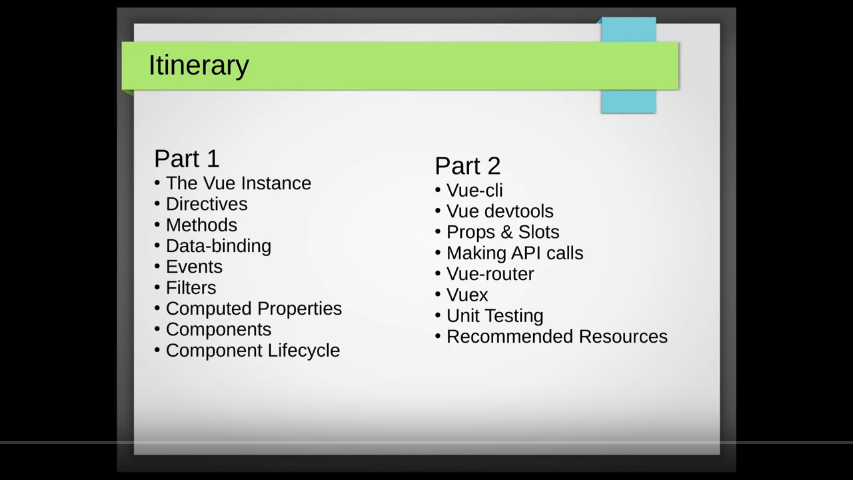 Itinerary
Part 1
• The Vue Instance
• Directives
• Methods
• Data-binding
• Events
• Filters
• Computed Properties
• Components
• Component Lifecycle
Part 2
• Vue-cli
• Vue devtools
• Props & Slots
• Making API calls
• Vue-router
• Vuex
• Unit Testing
• Recommended Resources